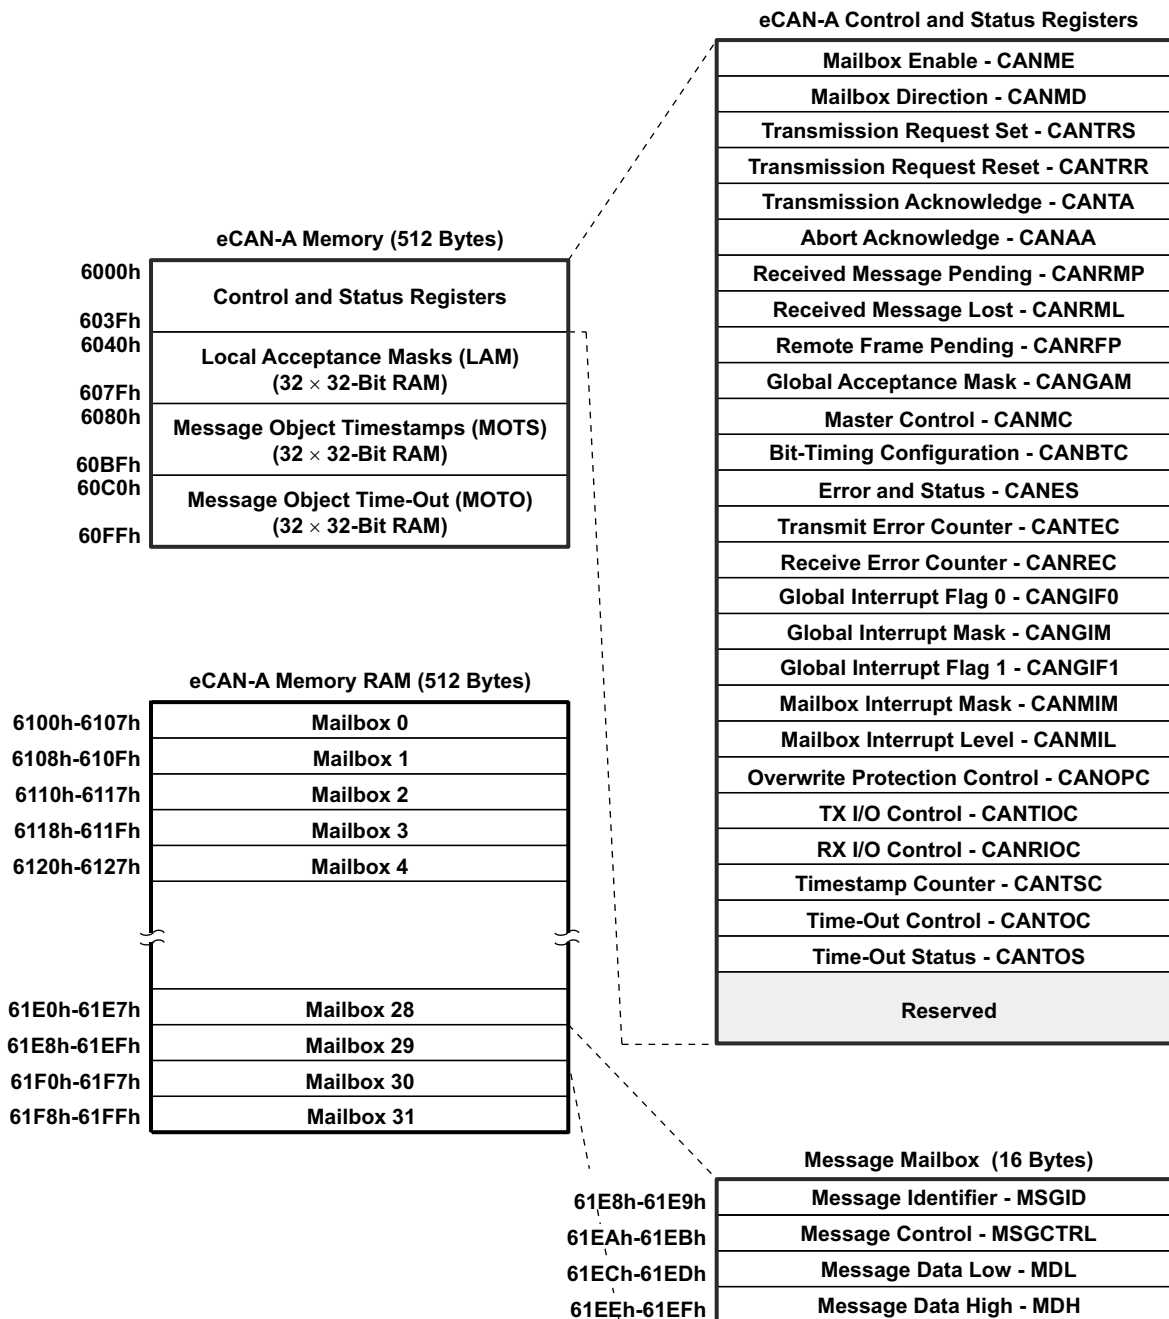 eCAN-A Control and Status Registers
Mailbox Enable - CANME
Mailbox Direction - CANMD
Transmission Request Set - CANTRS
Transmission Request Reset - CANTRR
Transmission Acknowledge - CANTA
Abort Acknowledge - CANAA
Received Message Pending - CANRMP
Received Message Lost - CANRML
Remote Frame Pending - CANRFP
Global Acceptance Mask - CANGAM
Master Control - CANMC
Bit-Timing Configuration - CANBTC
Error and Status - CANES
Transmit Error Counter - CANTEC
Receive Error Counter - CANREC
Global Interrupt Flag 0 - CANGIF0
Global Interrupt Mask - CANGIM
Global Interrupt Flag 1 - CANGIF1
Mailbox Interrupt Mask - CANMIM
Mailbox Interrupt Level - CANMIL
Overwrite Protection Control - CANOPC
TX I/O Control - CANTIOC
RX I/O Control - CANRIOC
Timestamp Counter - CANTSC
Time-Out Control - CANTOC
Time-Out Status - CANTOS
Reserved
eCAN-A Memory (512 Bytes)
6000h
Control and Status Registers
603Fh
6040h
Local Acceptance Masks (LAM)
(32 × 32-Bit RAM)
607Fh
6080h
Message Object Timestamps (MOTS)
(32 × 32-Bit RAM)
60BFh
60C0h
Message Object Time-Out (MOTO)
(32 × 32-Bit RAM)
60FFh
eCAN-A Memory RAM (512 Bytes)
6100h-6107h Mailbox 0
6108h-610Fh Mailbox 1
6110h-6117h Mailbox 2
6118h-611Fh Mailbox 3
6120h-6127h Mailbox 4
61E0h-61E7h Mailbox 28
61E8h-61EFh Mailbox 29
61F0h-61F7h Mailbox 30
61F8h-61FFh Mailbox 31
Message Mailbox (16 Bytes)
61E8h-61E9h Message Identifier - MSGID
61EAh-61EBh Message Control - MSGCTRL
61ECh-61EDh Message Data Low - MDL
61EEh-61EFh Message Data High - MDH